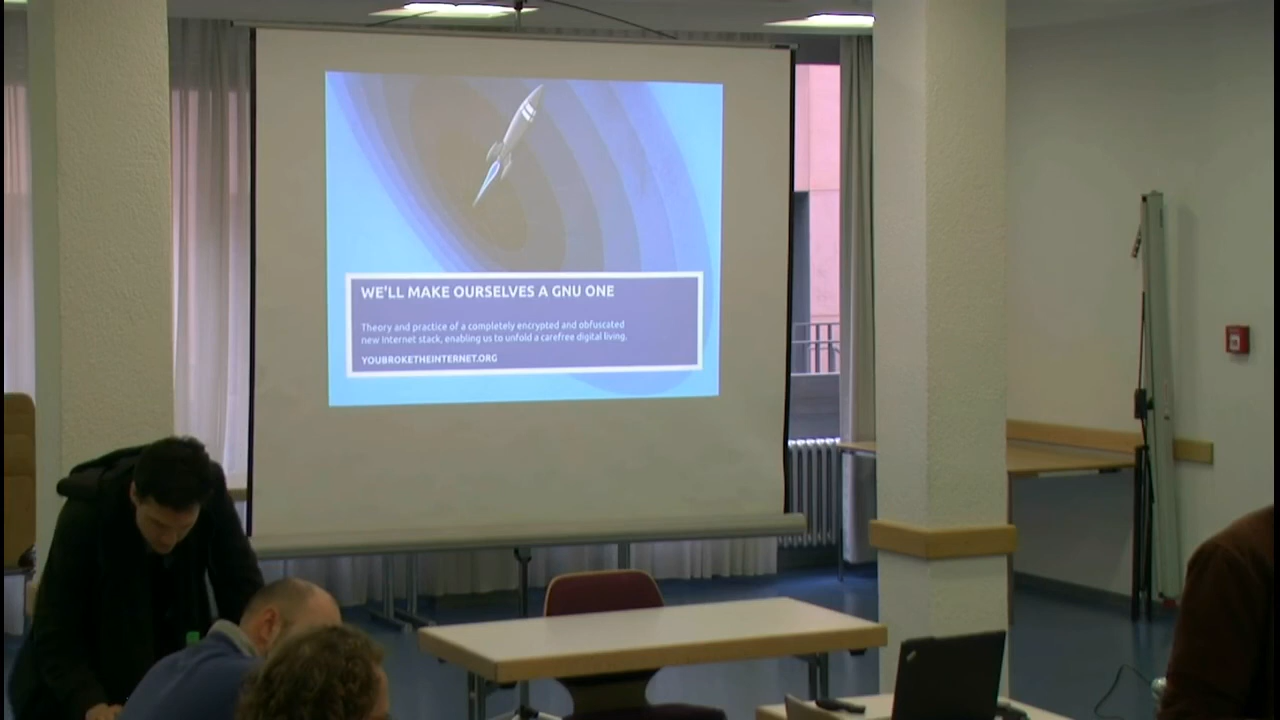 WE'LL MAKE OURSELVES A GNU ONE
Theory and practice of a completely encrypted and obfuscated
new Internet stack, enabling us to unfold a carefree digital living.
YOUBROKETHEINTERNET.ORG